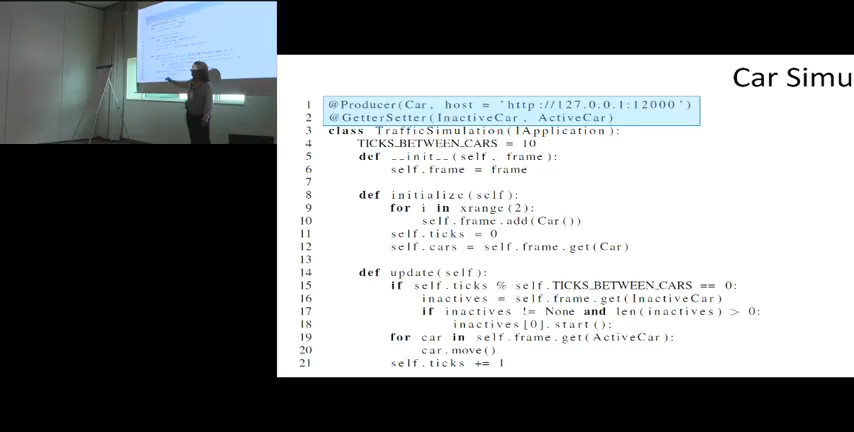 Car Simu
1 @Producer(Car, host = 'http://127.0.0.1:12000')
2 @GetterSetter(InactiveCar, ActiveCar)
3 class TrafficSimulation(IApplication):
4 TICKS_BETWEEN_CARS = 10
5 def __init__(self, frame):
6 self.frame = frame
7
8 def initialize(self):
9 for i in xrange(2):
10 self.frame.add(Car())
11 self.ticks = 0
12 self.cars = self.frame.get(Car)
13
14 def update(self):
15 if self.ticks % self.TICKS_BETWEEN_CARS == 0:
16 inactives = self.frame.get(InactiveCar)
17 if inactives != None and len(inactives) > 0:
18 inactives[0].start():
19 for car in self.frame.get(ActiveCar):
20 car.move()
21 self.ticks += 1